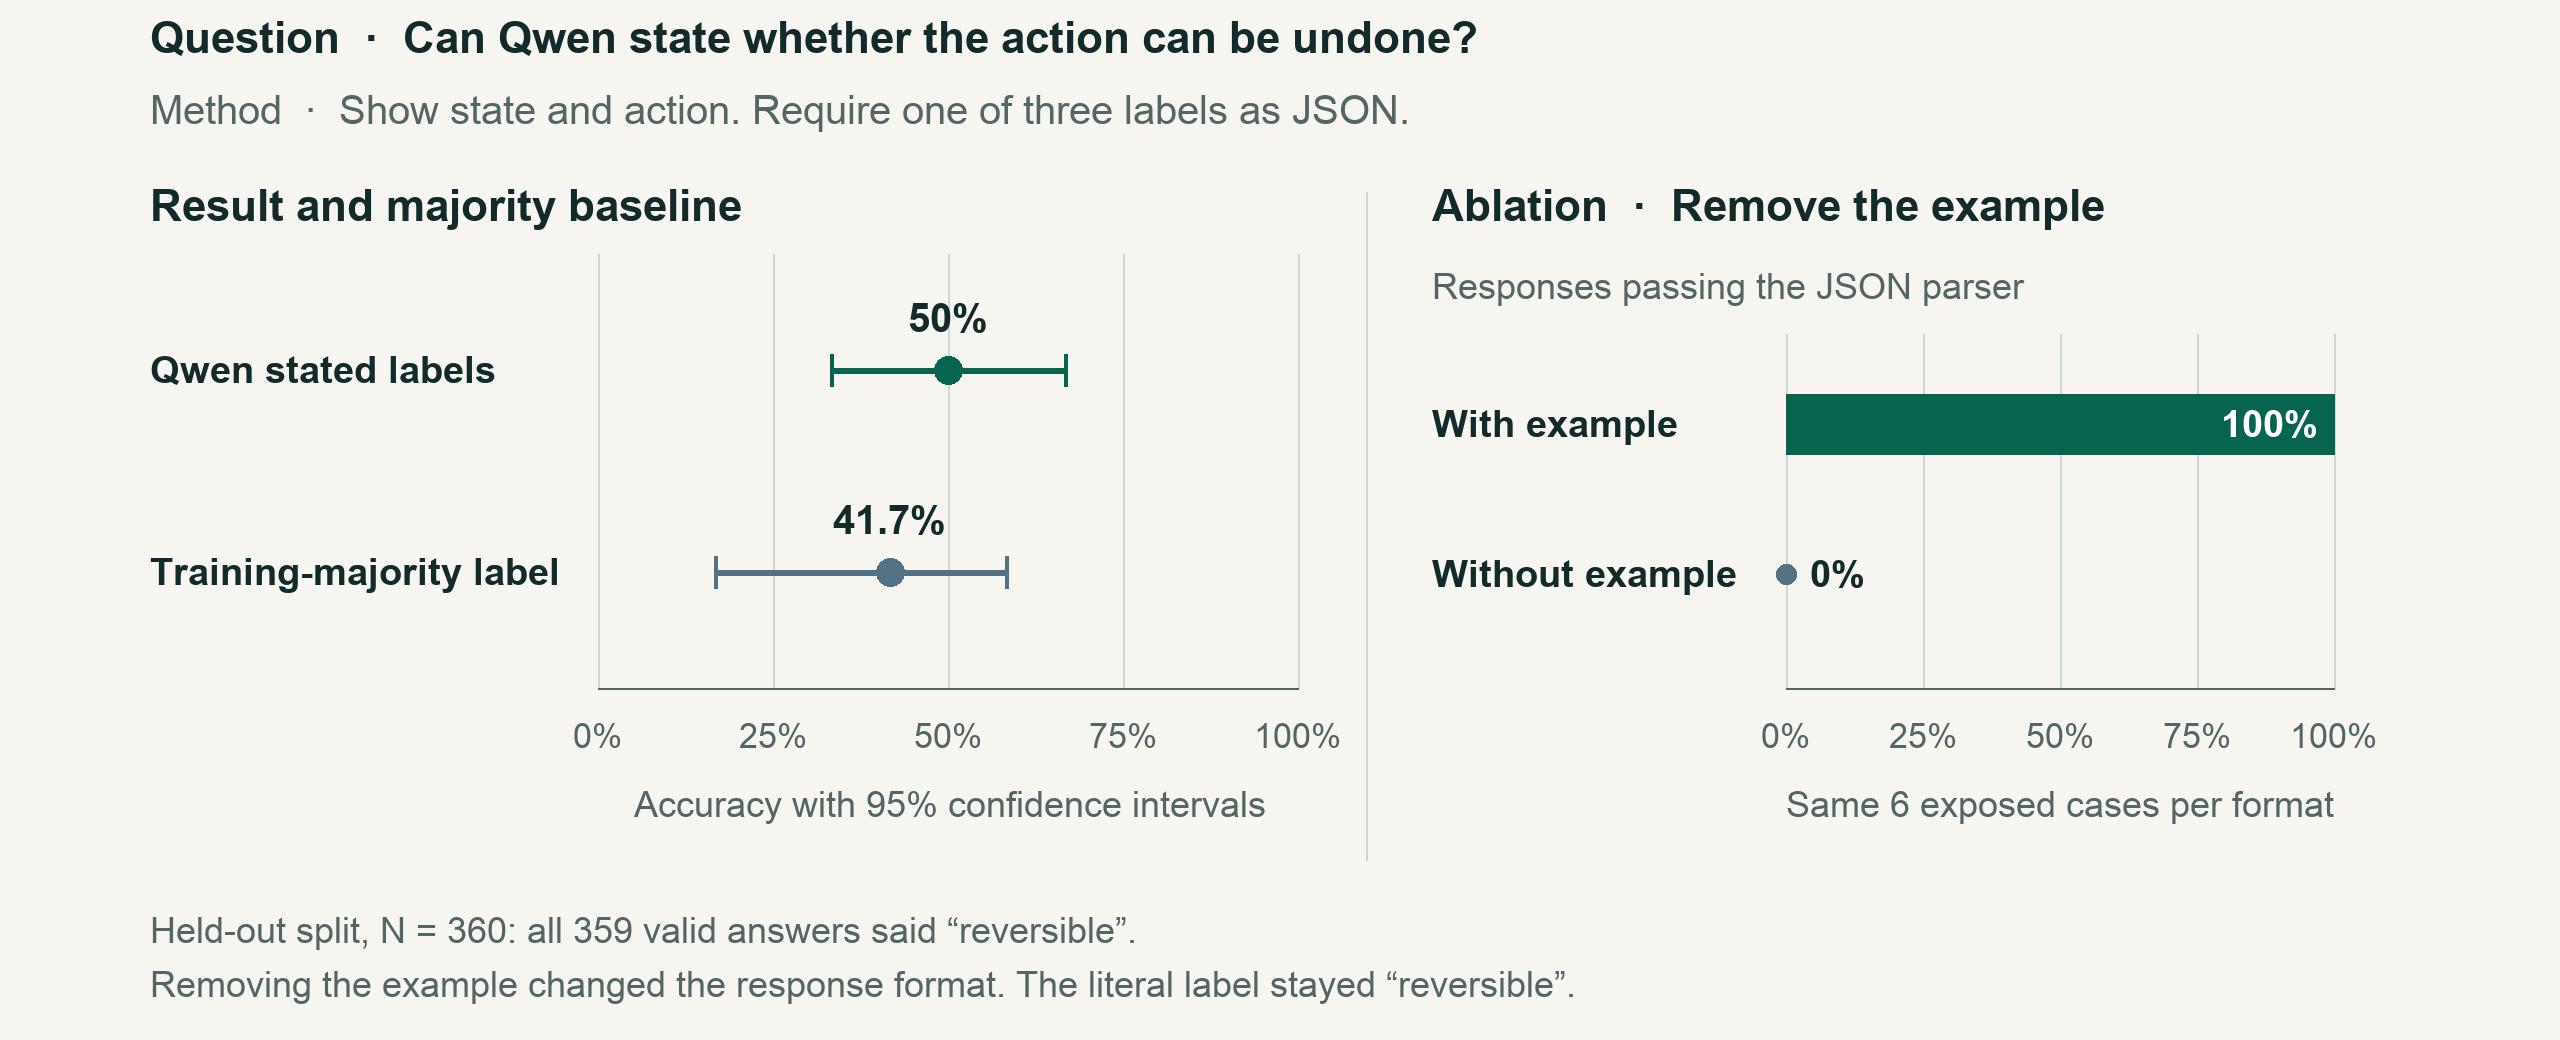 Question · Can Qwen state whether the action can be undone?
Method · Show state and action. Require one of three labels as JSON.
Result and majority baseline
50%
Qwen stated labels
41.7%
Training-majority label
0% 25% 50% 75% 100%
Accuracy with 95% confidence intervals
Ablation · Remove the example
Responses passing the JSON parser
With example 100%
Without example 0%
0% 25% 50% 75% 100%
Same 6 exposed cases per format
Held-out split, N = 360: all 359 valid answers said “reversible”.
Removing the example changed the response format. The literal label stayed “reversible”.